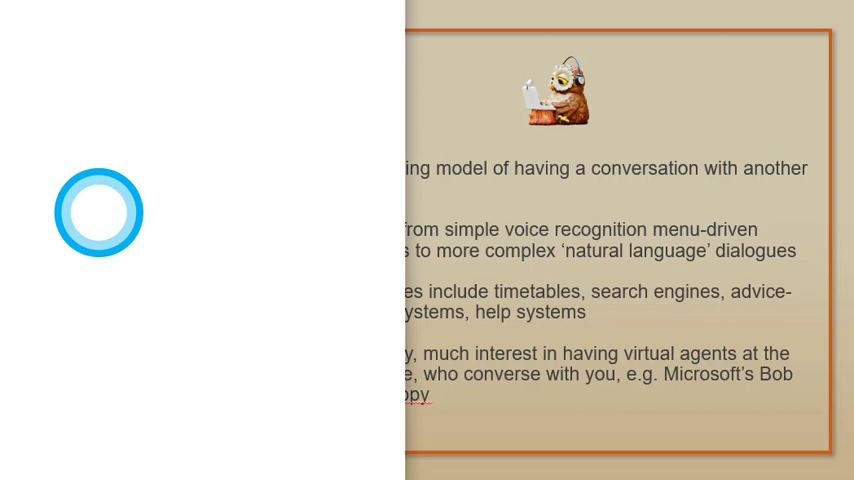 ing model of having a conversation with another
from simple voice recognition menu-driven
s to more complex ‘natural language’ dialogues
es include timetables, search engines, advice-
ystems, help systems
y, much interest in having virtual agents at the
e, who converse with you, e.g. Microsoft’s Bob
ppy